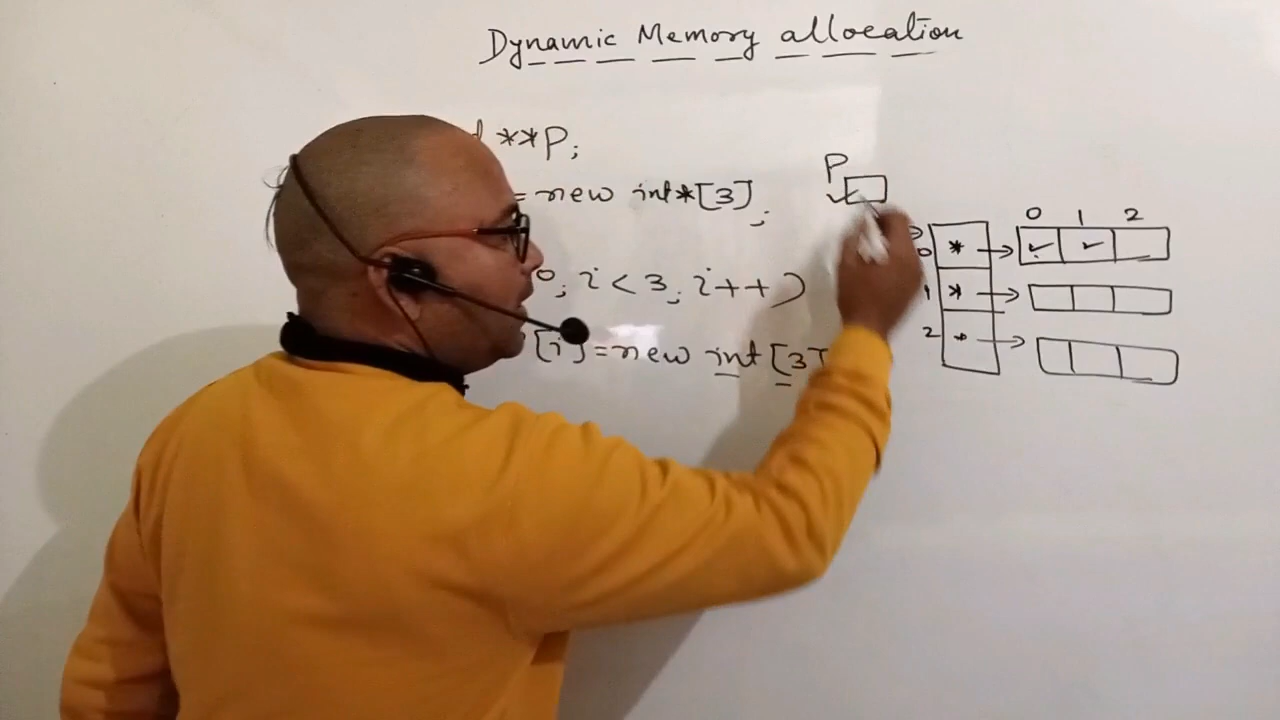 Dynamic Memory allocation
**P;
= new int*[3];
P
0 1 2
0 *
0; i < 3; i++)
1 *
2 *
[i] = new int [3]